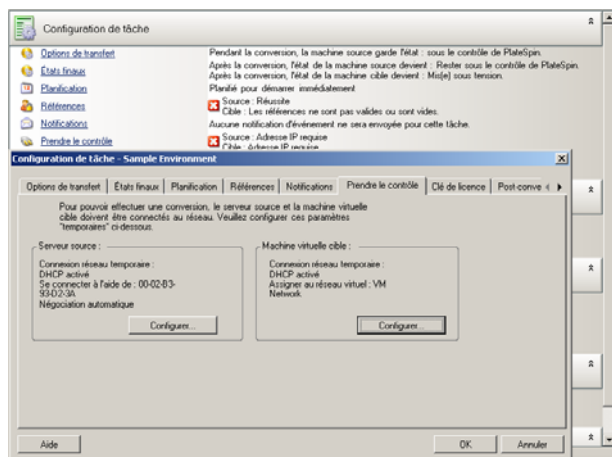 Configuration de tâche
Options de transfert
Pendant la conversion, la machine source garde l'état : sous le contrôle de PlateSpin.
États finaux
Après la conversion, l'état de la machine source devient : Rester sous le contrôle de PlateSpin.
Après la conversion, l'état de la machine cible devient : Mis(e) sous tension.
Planification
Planifié pour démarrer immédiatement
Références
Source : Réussite
Cible : Les références ne sont pas valides ou sont vides.
Notifications
Aucune notification d'événement ne sera envoyée pour cette tâche.
Prendre le contrôle
Source : Adresse IP requise
Cible : Adresse IP requise
Configuration de tâche - Sample Environment
Options de transfert
États finaux
Planification
Références
Notifications
Prendre le contrôle
Clé de licence
Post-conve
Pour pouvoir effectuer une conversion, le serveur source et la machine virtuelle
cible doivent être connectés au réseau. Veuillez configurer ces paramètres
"temporaires" ci-dessous.
Serveur source :
Connexion réseau temporaire :
DHCP activé
Se connecter à l'aide de : 00-02-B3-
93-D2-3A
Négociation automatique
Configurer...
Machine virtuelle cible :
Connexion réseau temporaire :
DHCP activé
Assigner au réseau virtuel : VM
Network
Configurer...
Aide
OK
Annuler